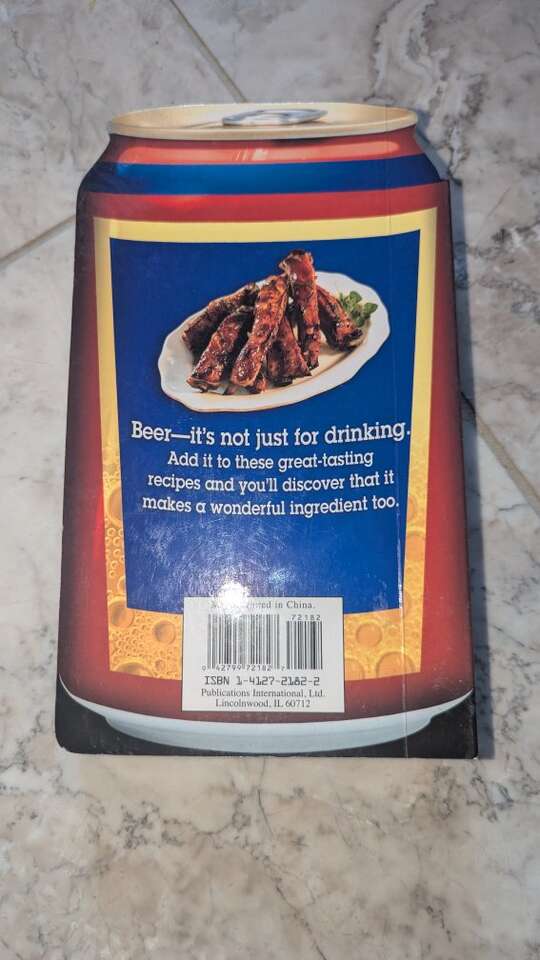 Beer—it's not just for drinking.
Add it to these great-tasting
recipes and you'll discover that it
makes a wonderful ingredient too.
in China.
72182
0 42799 72182 7
ISBN 1-4127-2182-2
Publications International, Ltd.
Lincolnwood, IL 60712